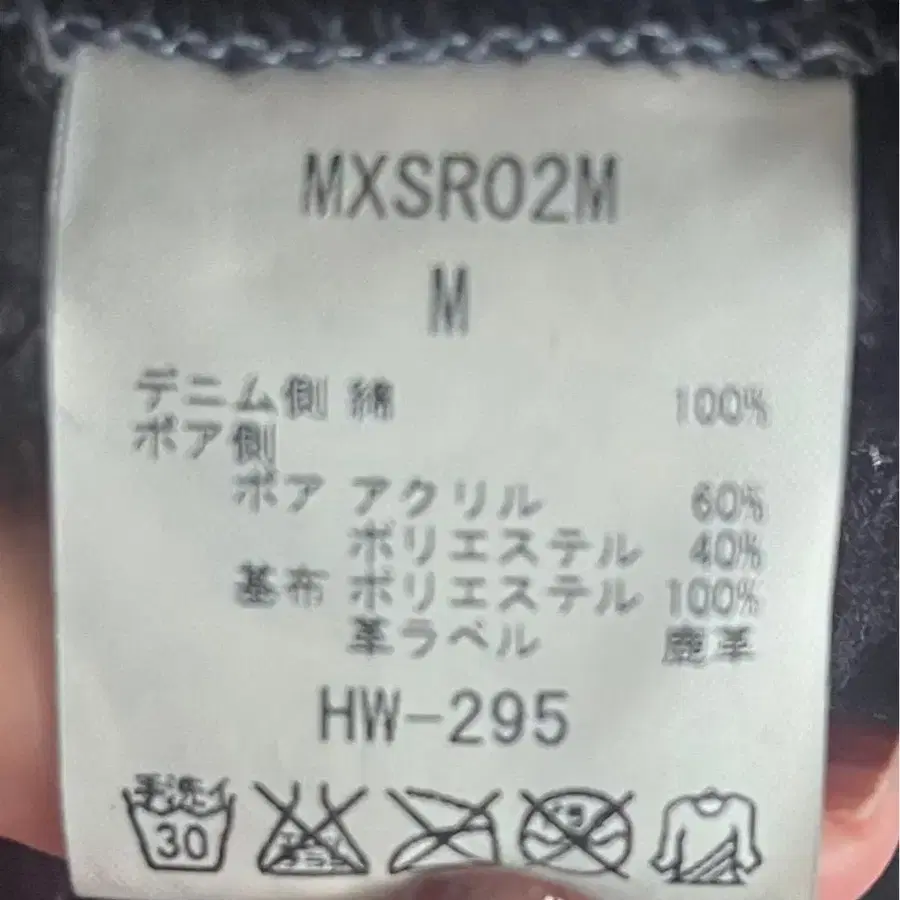 MXSR02M
M
デニム側 綿 100%
ボア側
ボア アクリル 60%
ポリエステル 40%
基布 ポリエステル 100%
革ラベル 鹿革
HW-295
手洗イ
30